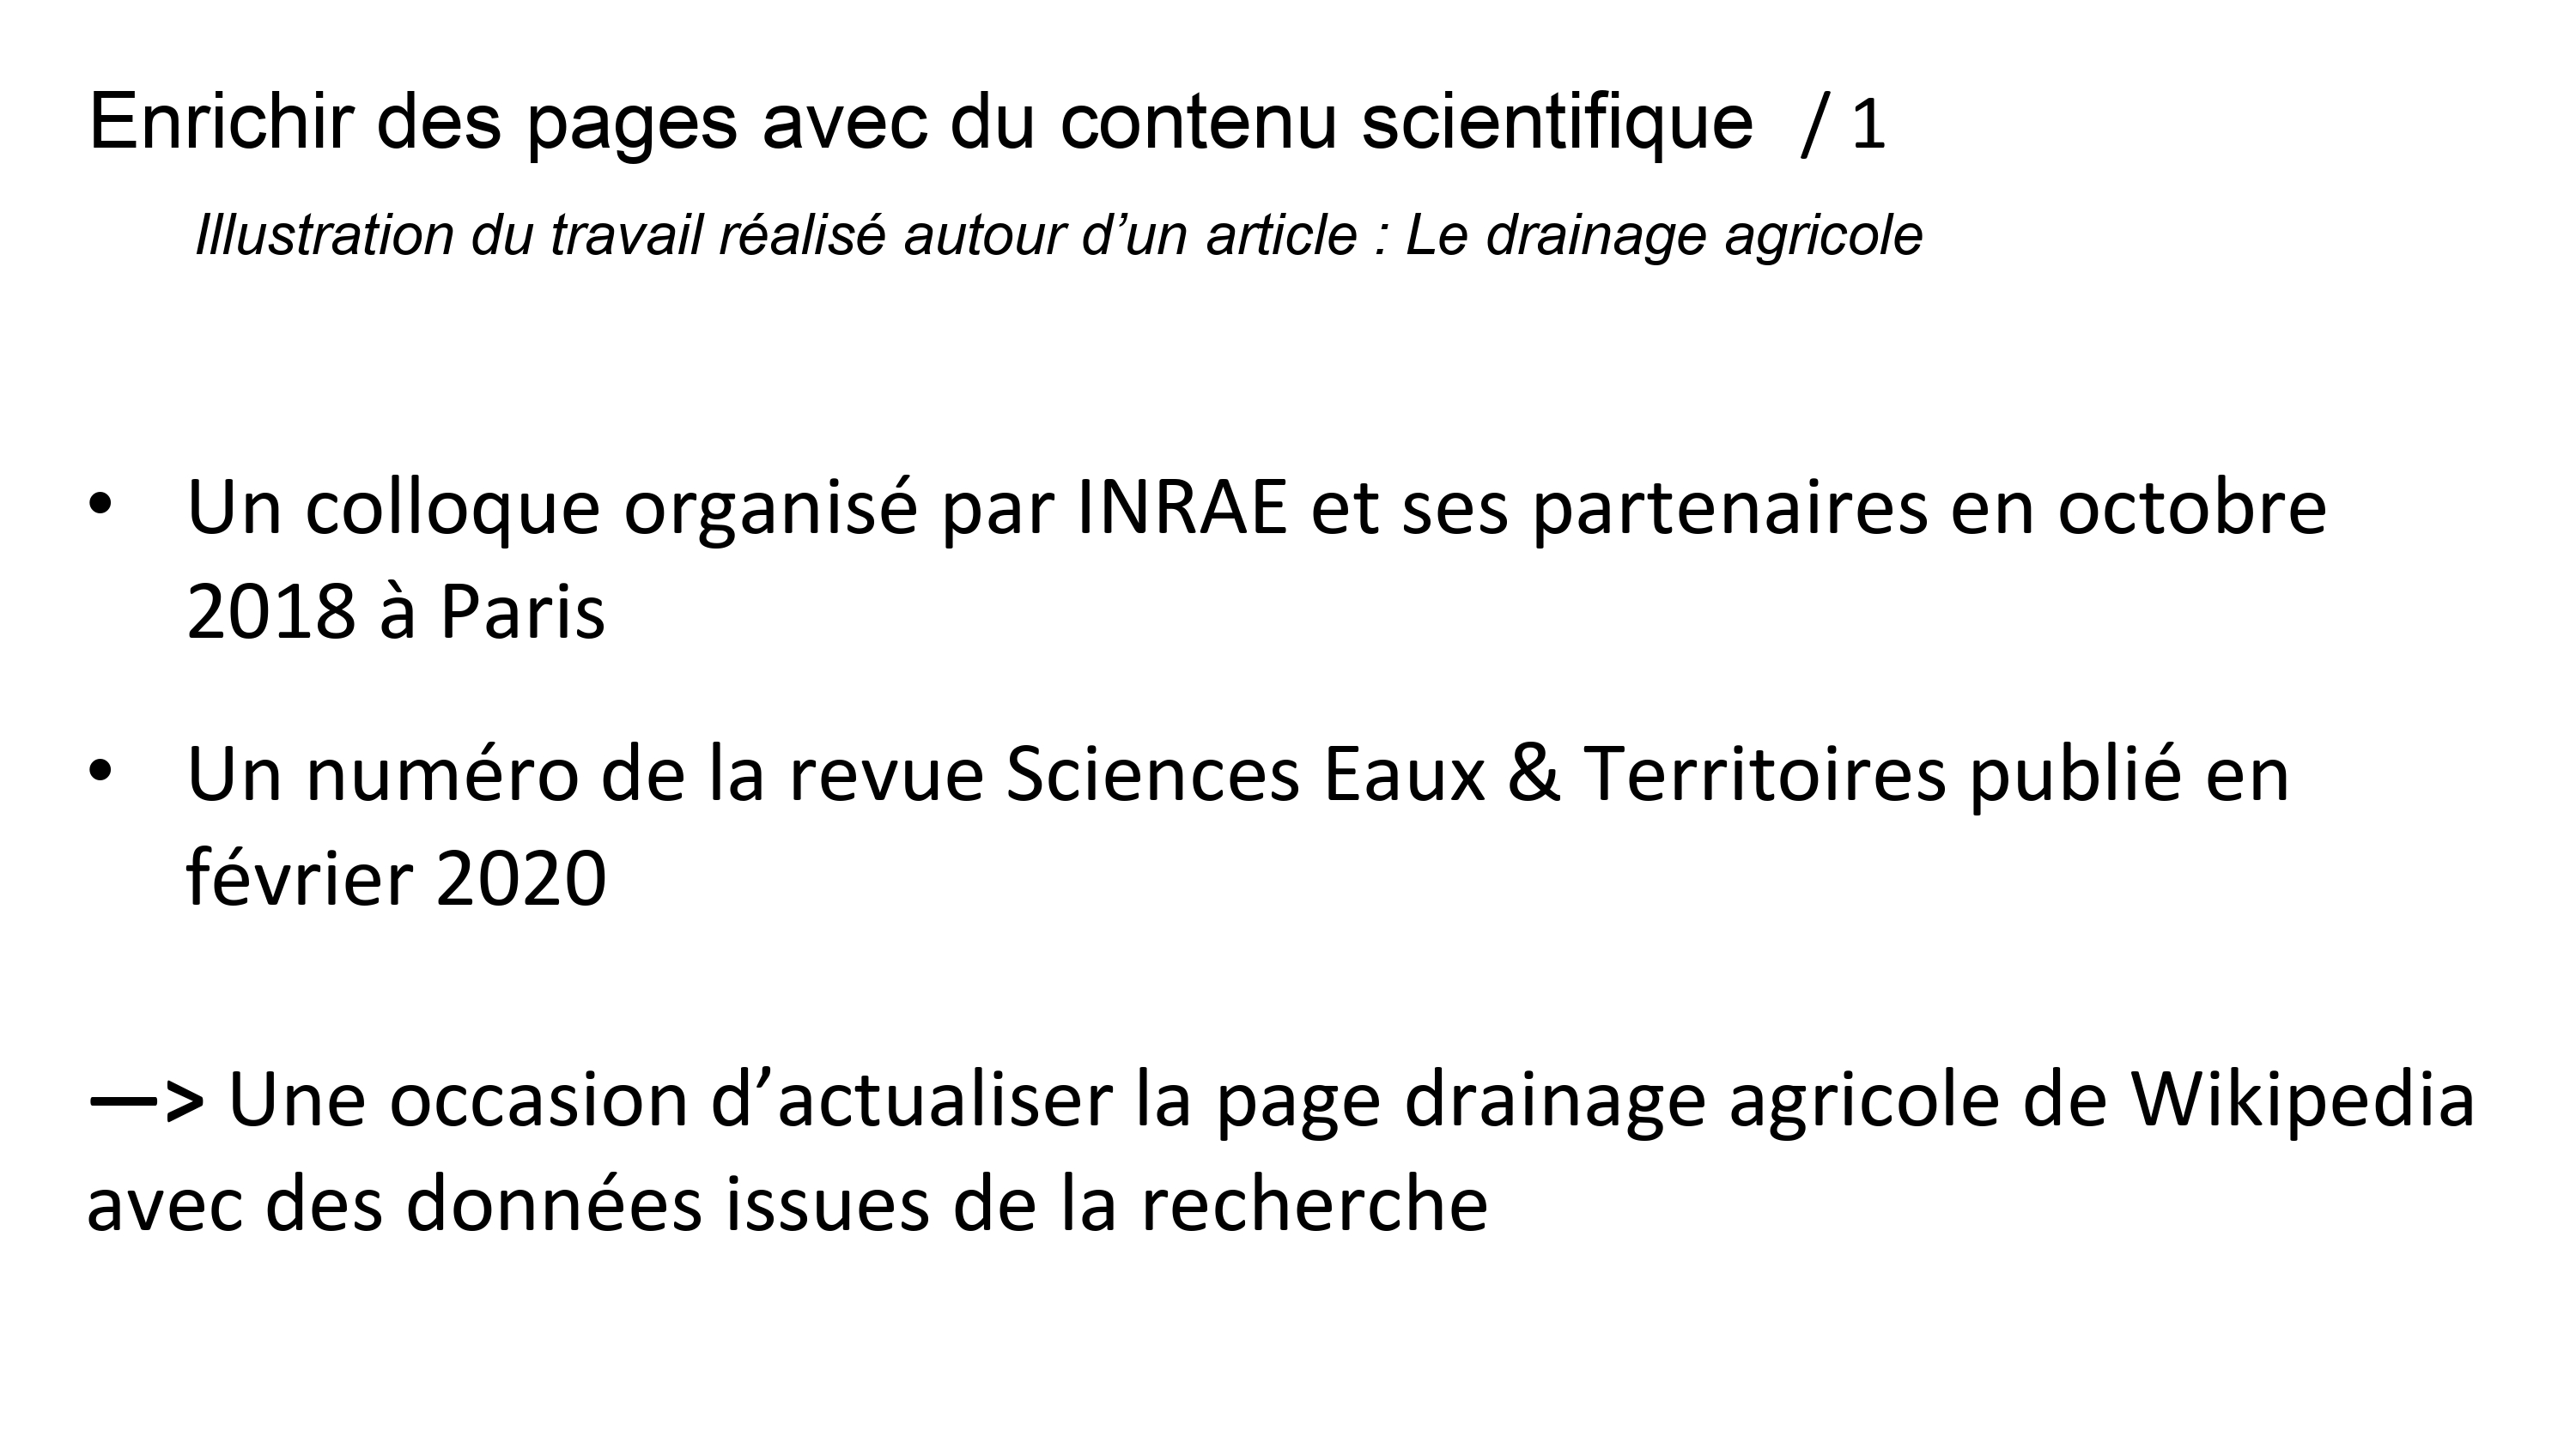 Enrichir des pages avec du contenu scientifique / 1
Illustration du travail réalisé autour d’un article : Le drainage agricole
• Un colloque organisé par INRAE et ses partenaires en octobre
2018 à Paris
• Un numéro de la revue Sciences Eaux & Territoires publié en
février 2020
—> Une occasion d’actualiser la page drainage agricole de Wikipedia
avec des données issues de la recherche